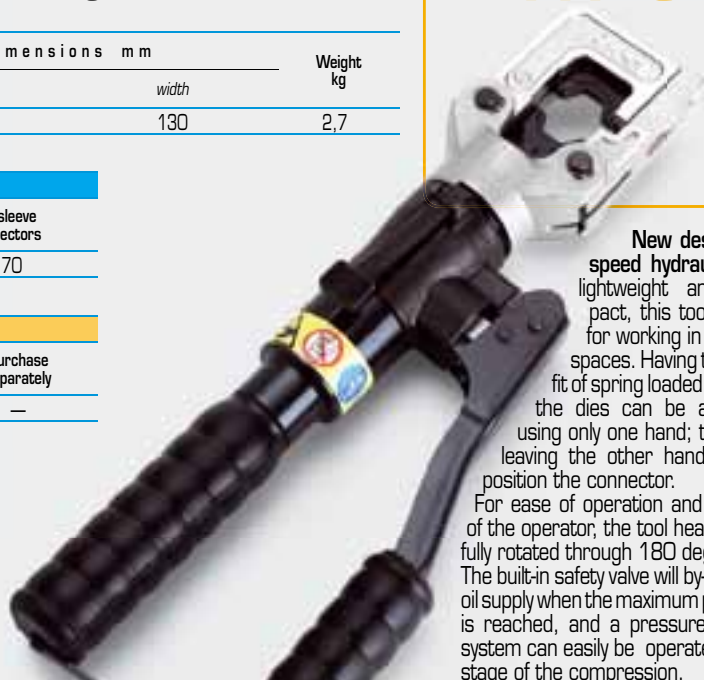 mensions mm
Weight
kg
width
130
2,7
sleeve
ectors
70
urchase
parately
—
New des
speed hydrau
lightweight an
pact, this too
for working in
spaces. Having t
fit of spring loaded
the dies can be a
using only one hand; t
leaving the other hand
position the connector.
For ease of operation and
of the operator, the tool hea
fully rotated through 180 deg
The built-in safety valve will by-
oil supply when the maximum p
is reached, and a pressure
system can easily be operate
stage of the compression.